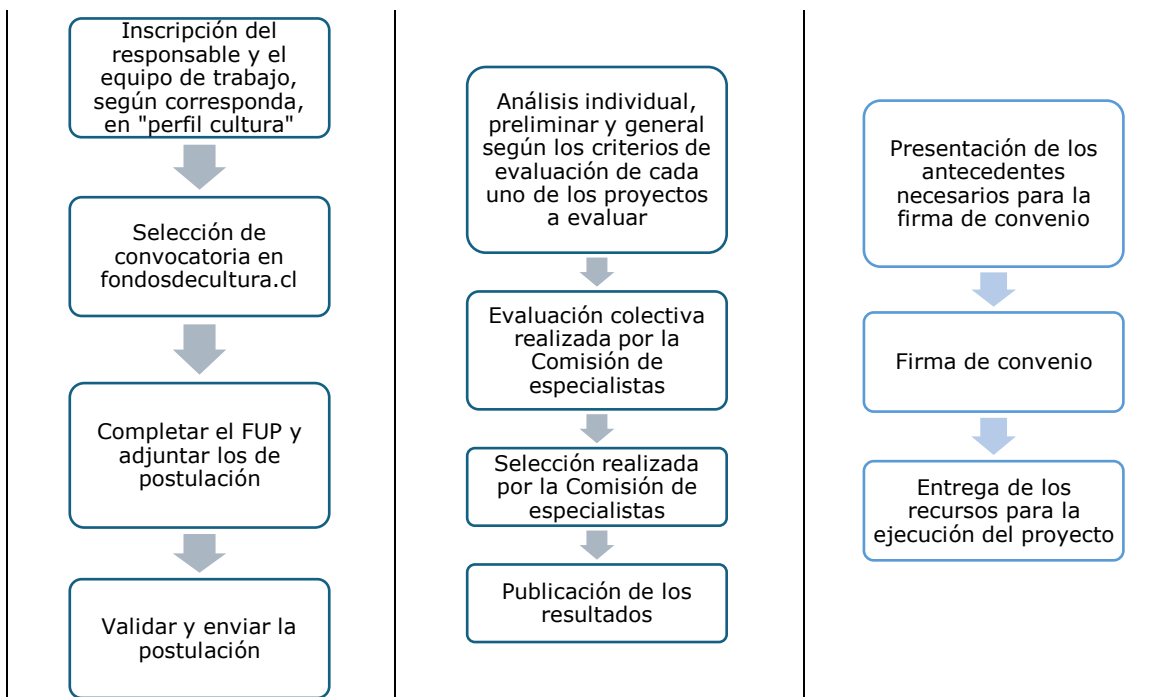 Inscripción del
responsable y el
equipo de trabajo,
según corresponda,
en "perfil cultura"
Selección de
convocatoria en
fondosdecultura.cl
Completar el FUP y
adjuntar los de
postulación
Validar y enviar la
postulación
Análisis individual,
preliminar y general
según los criterios de
evaluación de cada
uno de los proyectos
a evaluar
Evaluación colectiva
realizada por la
Comisión de
especialistas
Selección realizada
por la Comisión de
especialistas
Publicación de los
resultados
Presentación de los
antecedentes
necesarios para la
firma de convenio
Firma de convenio
Entrega de los
recursos para la
ejecución del proyecto